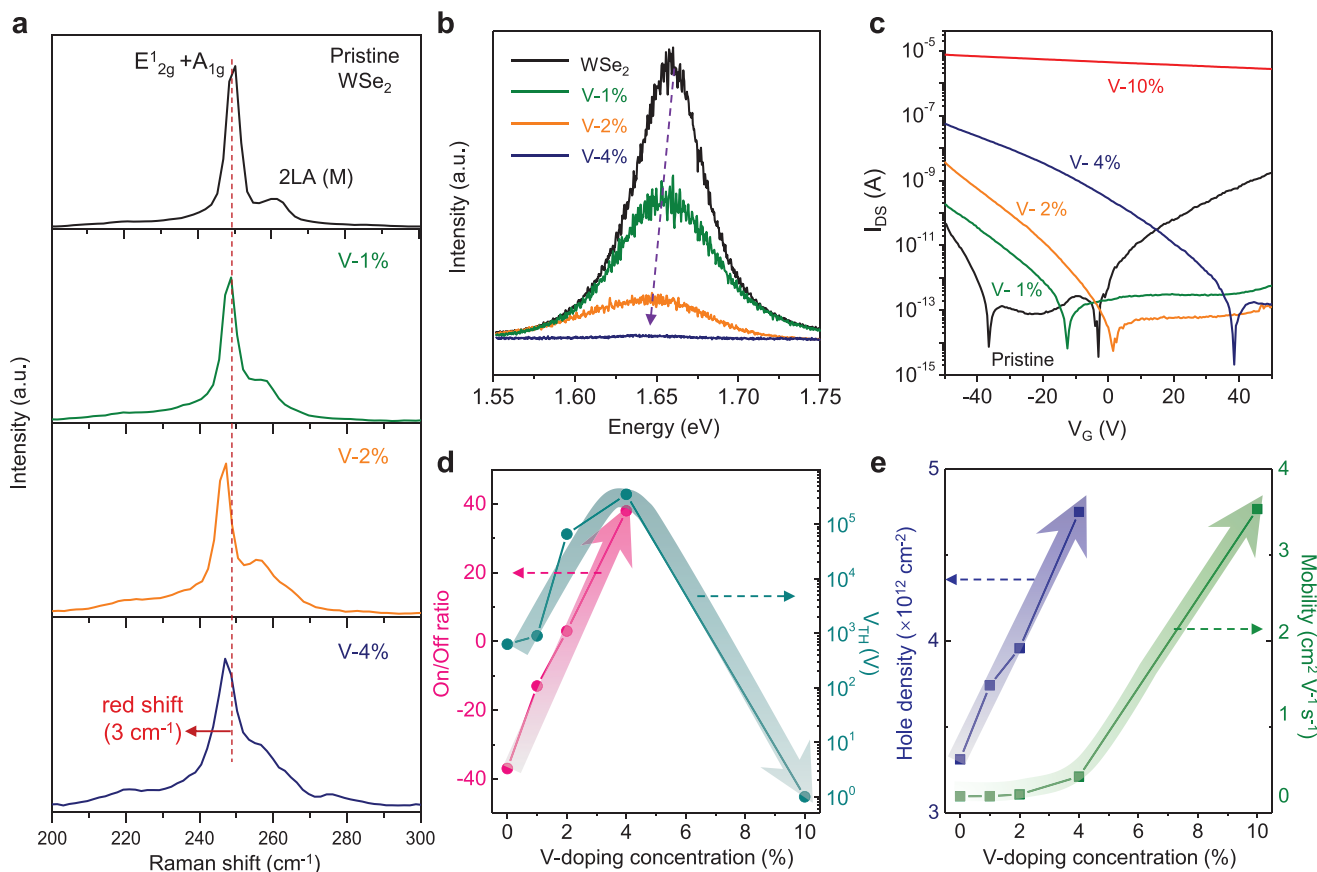 a
E¹₂g +A₁g
Pristine
WSe₂
2LA (M)
V-1%
V-2%
V-4%
red shift
(3 cm⁻¹)
Intensity (a.u.)
200 220 240 260 280 300
Raman shift (cm⁻¹)
b
WSe₂
V-1%
V-2%
V-4%
Intensity (a.u.)
1.55 1.60 1.65 1.70 1.75
Energy (eV)
c
10⁻⁵
10⁻⁷
10⁻⁹
10⁻¹¹
10⁻¹³
10⁻¹⁵
I_DS (A)
V-10%
V- 4%
V- 2%
V- 1%
Pristine
-40 -20 0 20 40
V_G (V)
d
40
20
0
-20
-40
On/Off ratio
10⁵
10⁴
10³
10²
10¹
10⁰
V_TH (V)
0 2 4 6 8 10
V-doping concentration (%)
e
5
4
3
Hole density (×10¹² cm⁻²)
4
3
2
1
0
Mobility (cm² V⁻¹ s⁻¹)
0 2 4 6 8 10
V-doping concentration (%)